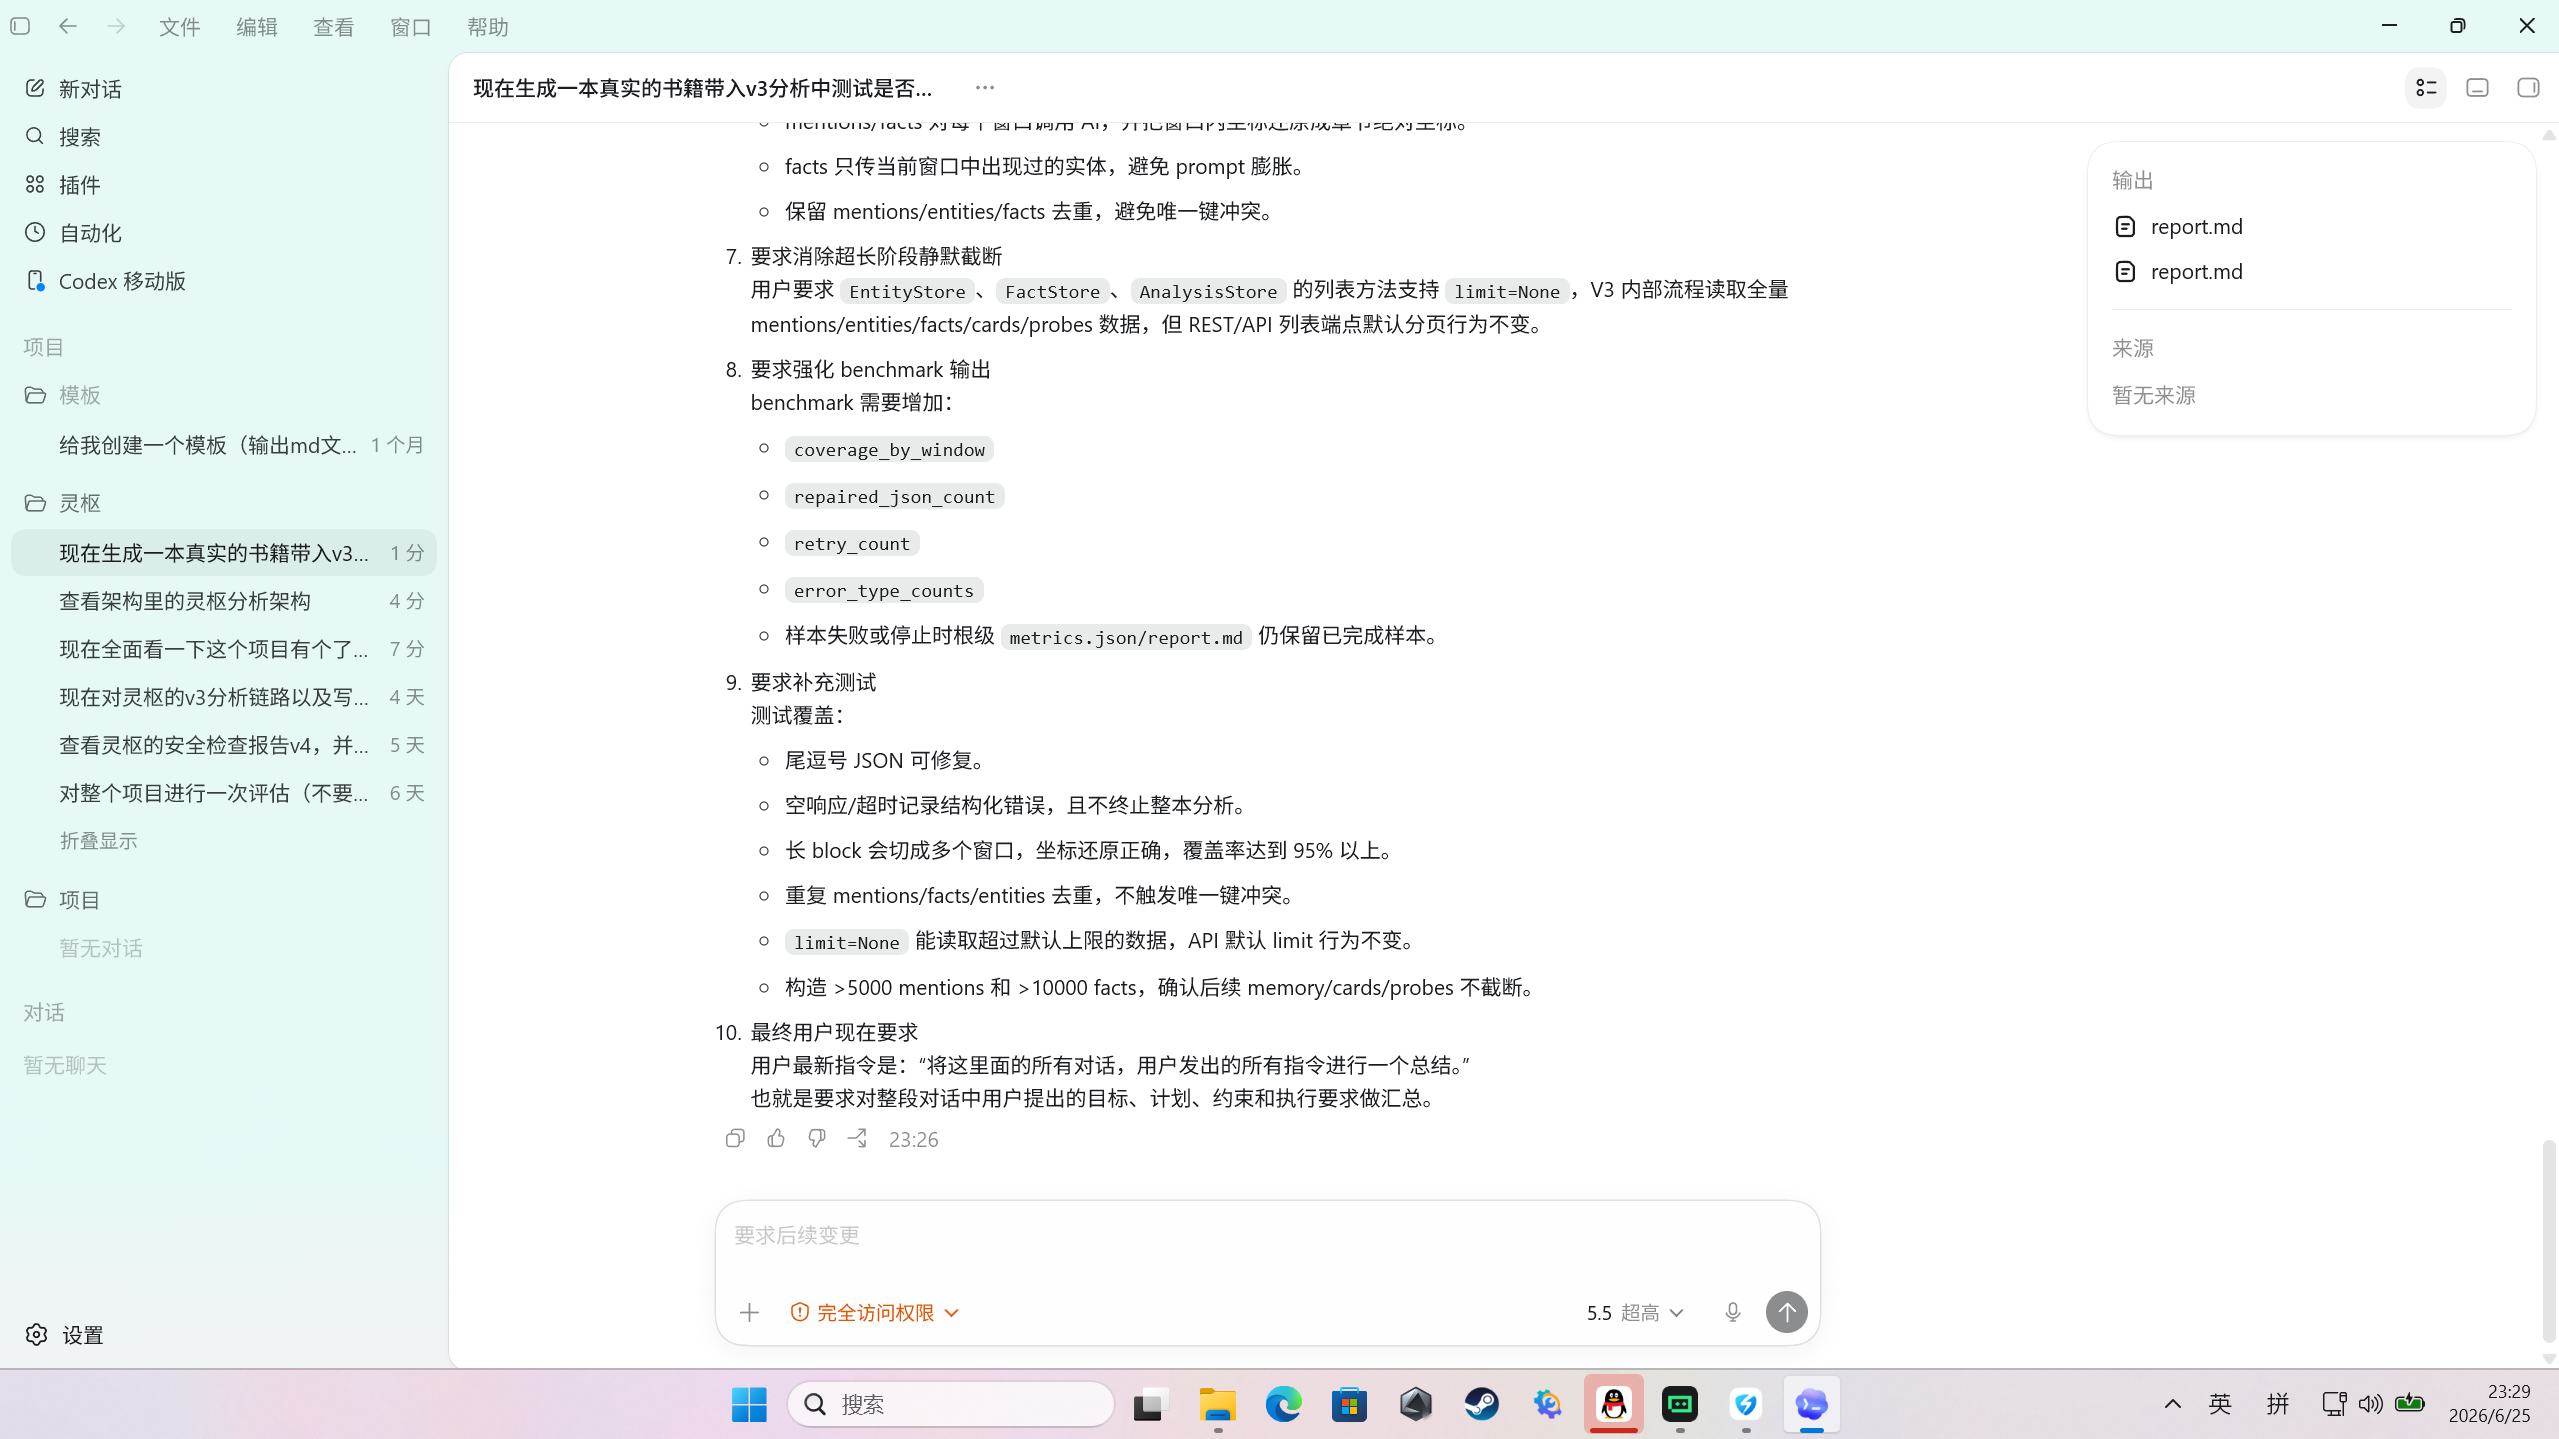 文件 编辑 查看 窗口 帮助
新对话
搜索
插件
自动化
Codex 移动版
项目
模板
给我创建一个模板（输出md文... 1 个月
灵枢
现在生成一本真实的书籍带入v3... 1 分
查看架构里的灵枢分析架构 4 分
现在全面看一下这个项目有个了... 7 分
现在对灵枢的v3分析链路以及写... 4 天
查看灵枢的安全检查报告v4，并... 5 天
对整个项目进行一次评估（不要... 6 天
折叠显示
项目
暂无对话
对话
暂无聊天
设置
现在生成一本真实的书籍带入v3分析中测试是否...
mentions/facts 对每个窗口调用 AI，并把窗口内坐标还原成章节绝对坐标。
facts 只传当前窗口中出现过的实体，避免 prompt 膨胀。
保留 mentions/entities/facts 去重，避免唯一键冲突。
7. 要求消除超长阶段静默截断
用户要求 EntityStore、FactStore、AnalysisStore 的列表方法支持 limit=None，V3 内部流程读取全量
mentions/entities/facts/cards/probes 数据，但 REST/API 列表端点默认分页行为不变。
8. 要求强化 benchmark 输出
benchmark 需要增加：
coverage_by_window
repaired_json_count
retry_count
error_type_counts
样本失败或停止时根级 metrics.json/report.md 仍保留已完成样本。
9. 要求补充测试
测试覆盖：
尾逗号 JSON 可修复。
空响应/超时记录结构化错误，且不终止整本分析。
长 block 会切成多个窗口，坐标还原正确，覆盖率达到 95% 以上。
重复 mentions/facts/entities 去重，不触发唯一键冲突。
limit=None 能读取超过默认上限的数据，API 默认 limit 行为不变。
构造 >5000 mentions 和 >10000 facts，确认后续 memory/cards/probes 不截断。
10. 最终用户现在要求
用户最新指令是：“将这里面的所有对话，用户发出的所有指令进行一个总结。”
也就是要求对整段对话中用户提出的目标、计划、约束和执行要求做汇总。
23:26
要求后续变更
完全访问权限
5.5 超高
输出
report.md
report.md
来源
暂无来源
搜索
英 拼
23:29
2026/6/25